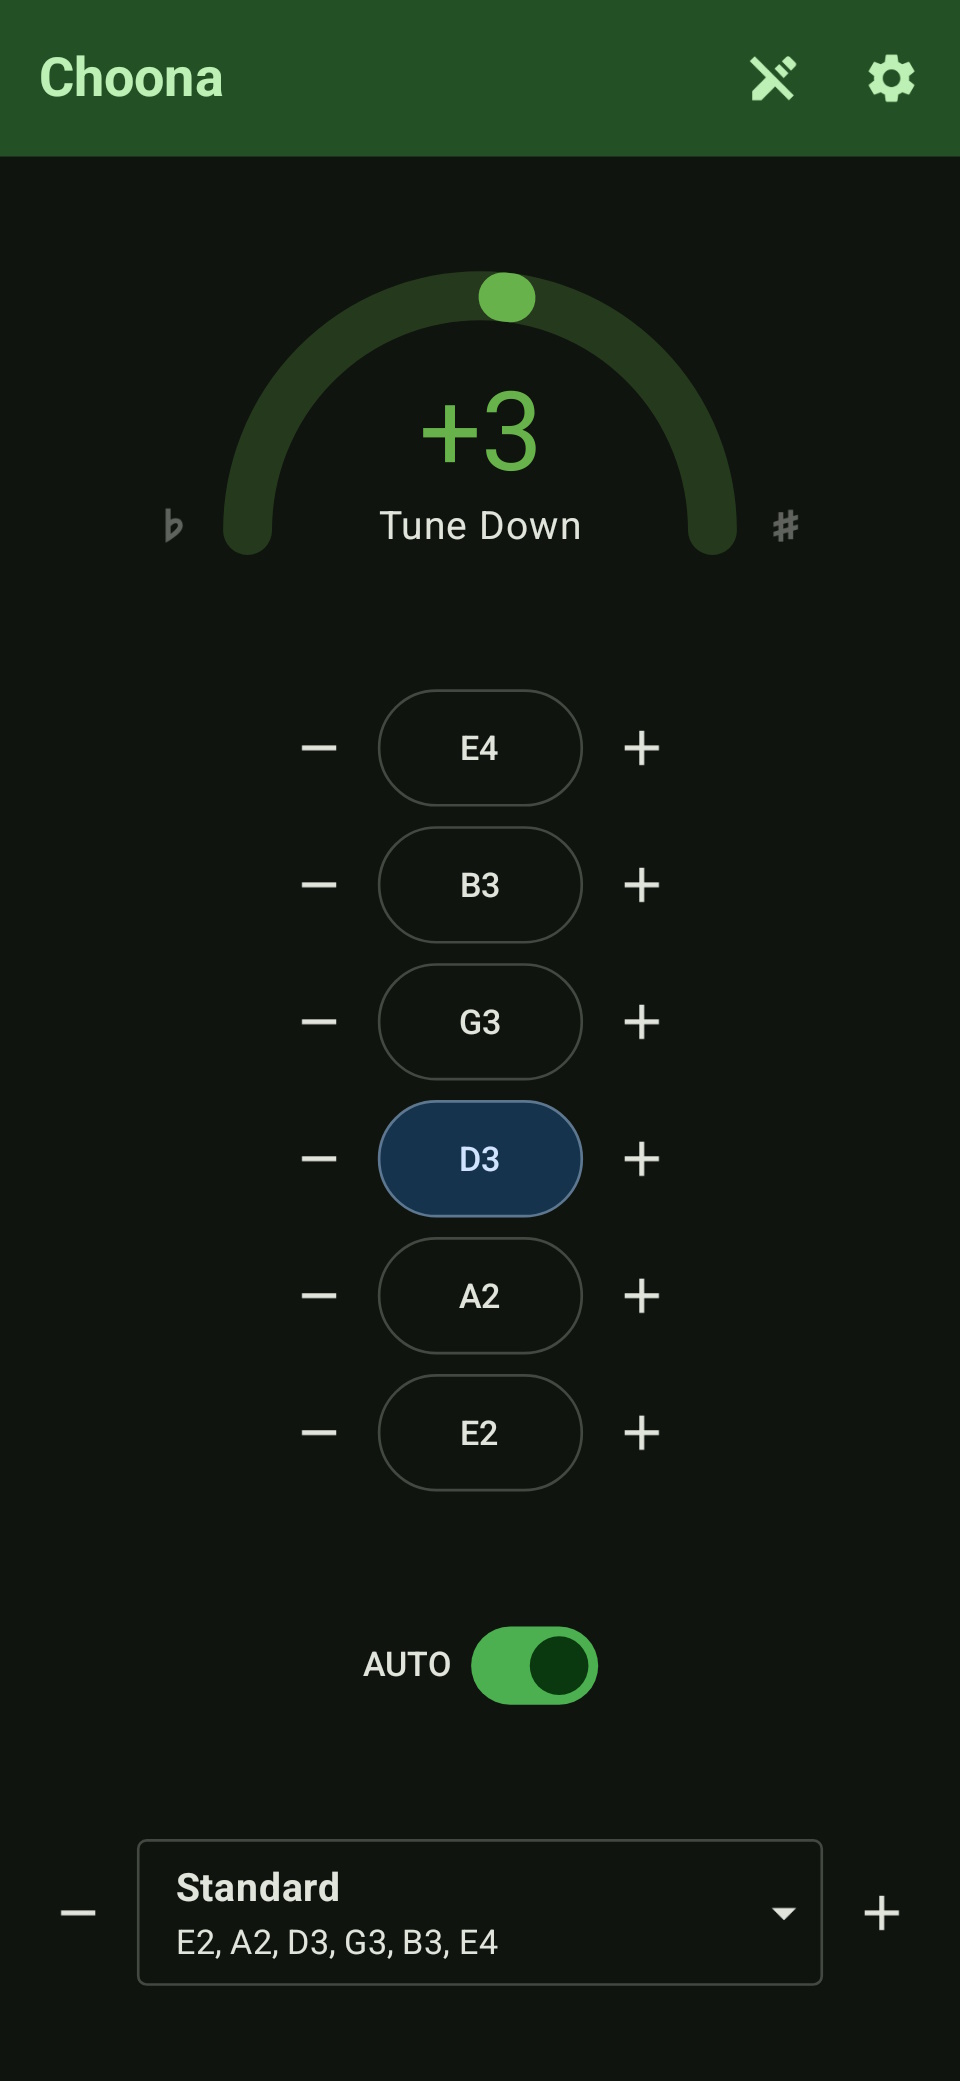 Choona
+3
♭ Tune Down ♯
− E4 +
− B3 +
− G3 +
− D3 +
− A2 +
− E2 +
AUTO
Standard
− +
E2, A2, D3, G3, B3, E4